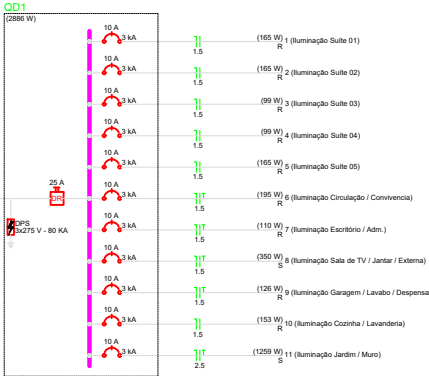 QD1
(2886 W)
10 A
3 kA
1.5
(165 W)
R
1 (Iluminação Suíte 01)
10 A
3 kA
1.5
(165 W)
R
2 (Iluminação Suíte 02)
10 A
3 kA
1.5
(99 W)
R
3 (Iluminação Suíte 03)
10 A
3 kA
1.5
(99 W)
R
4 (Iluminação Suíte 04)
10 A
3 kA
1.5
(165 W)
R
5 (Iluminação Suíte 05)
25 A
DR
10 A
3 kA
T
1.5
(195 W)
R
6 (Iluminação Circulação / Convivencia)
DPS
3x275 V - 80 KA
10 A
3 kA
T
1.5
(110 W)
R
7 (Iluminação Escritório / Adm.)
10 A
3 kA
T
1.5
(350 W)
S
8 (Iluminação Sala de TV / Jantar / Externa)
10 A
3 kA
T
1.5
(126 W)
R
9 (Iluminação Garagem / Lavabo / Despensa
10 A
3 kA
1.5
(153 W)
R
10 (Iluminação Cozinha / Lavanderia)
10 A
3 kA
T
2.5
(1259 W)
S
11 (Iluminação Jardim / Muro)